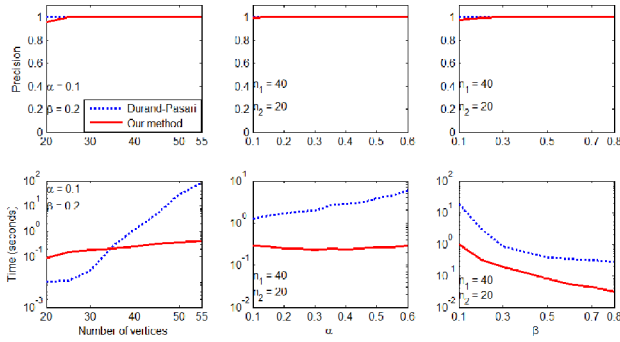 1
0.8
0.6
0.4
0.2
0
Precision
α = 0.1
β = 0.2
Durand-Pasari
Our method
20 30 40 50 55
1
0.8
0.6
0.4
0.2
0
n1 = 40
n2 = 20
0.1 0.2 0.3 0.4 0.5 0.6
1
0.8
0.6
0.4
0.2
0
n1 = 40
n2 = 20
0.1 0.3 0.5 0.7 0.8
10^2
10^1
10^0
10^-1
10^-3
Time (seconds)
α = 0.1
β = 0.2
20 30 40 50 55
Number of vertices
10^1
10^0
10^-1
10^-2
n1 = 40
n2 = 20
0.1 0.2 0.3 0.4 0.5 0.6
α
10^2
10^1
10^0
10^-1
10^-2
n1 = 40
n2 = 20
0.1 0.3 0.5 0.7 0.8
β